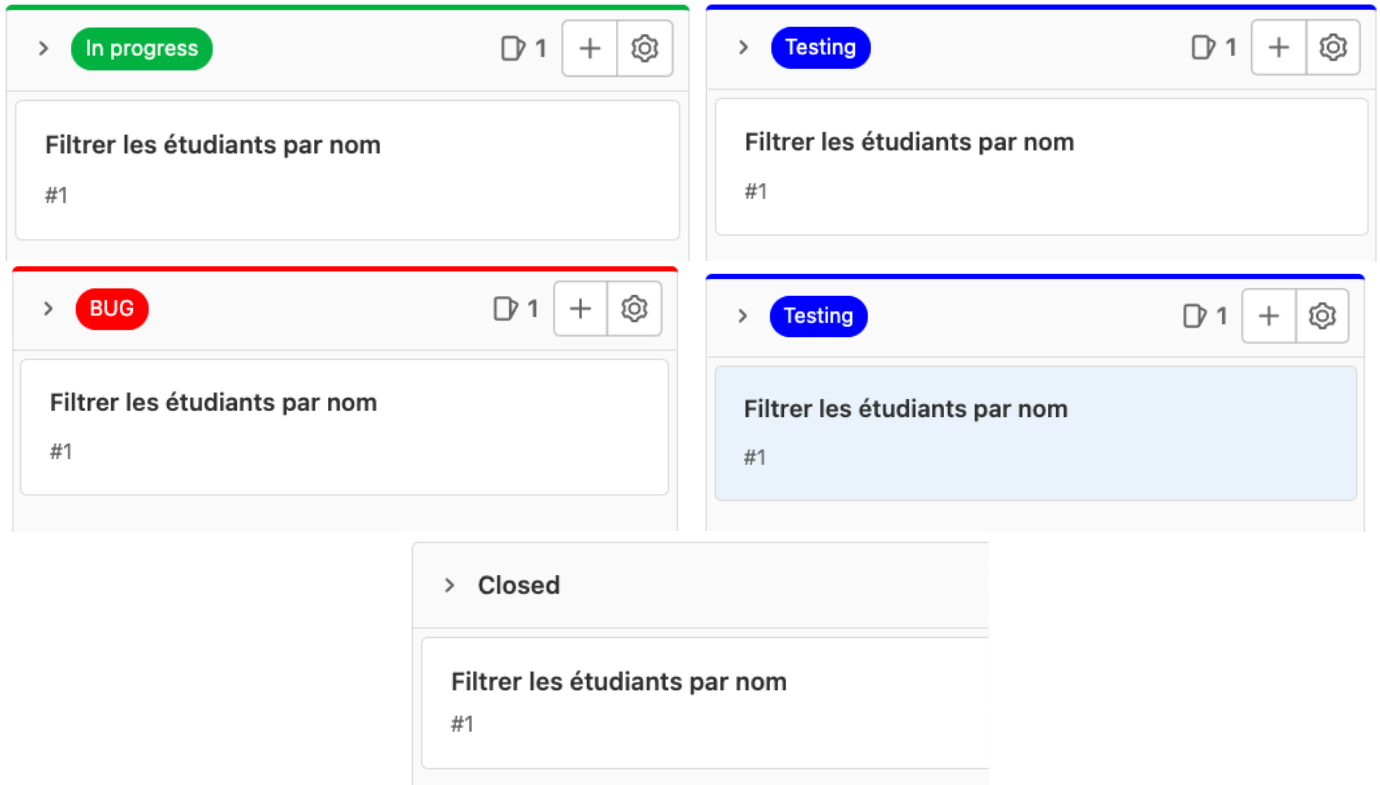 In progress 1
Filtrer les étudiants par nom
#1
Testing 1
Filtrer les étudiants par nom
#1
BUG 1
Filtrer les étudiants par nom
#1
Testing 1
Filtrer les étudiants par nom
#1
Closed
Filtrer les étudiants par nom
#1